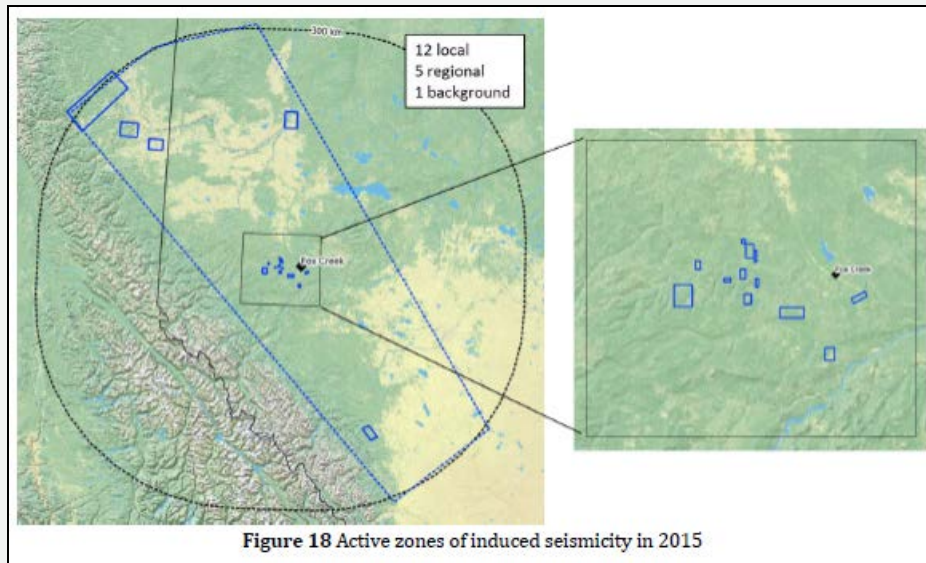 300 km
12 local
5 regional
1 background
Fox Creek
Fox Creek
Figure 18 Active zones of induced seismicity in 2015